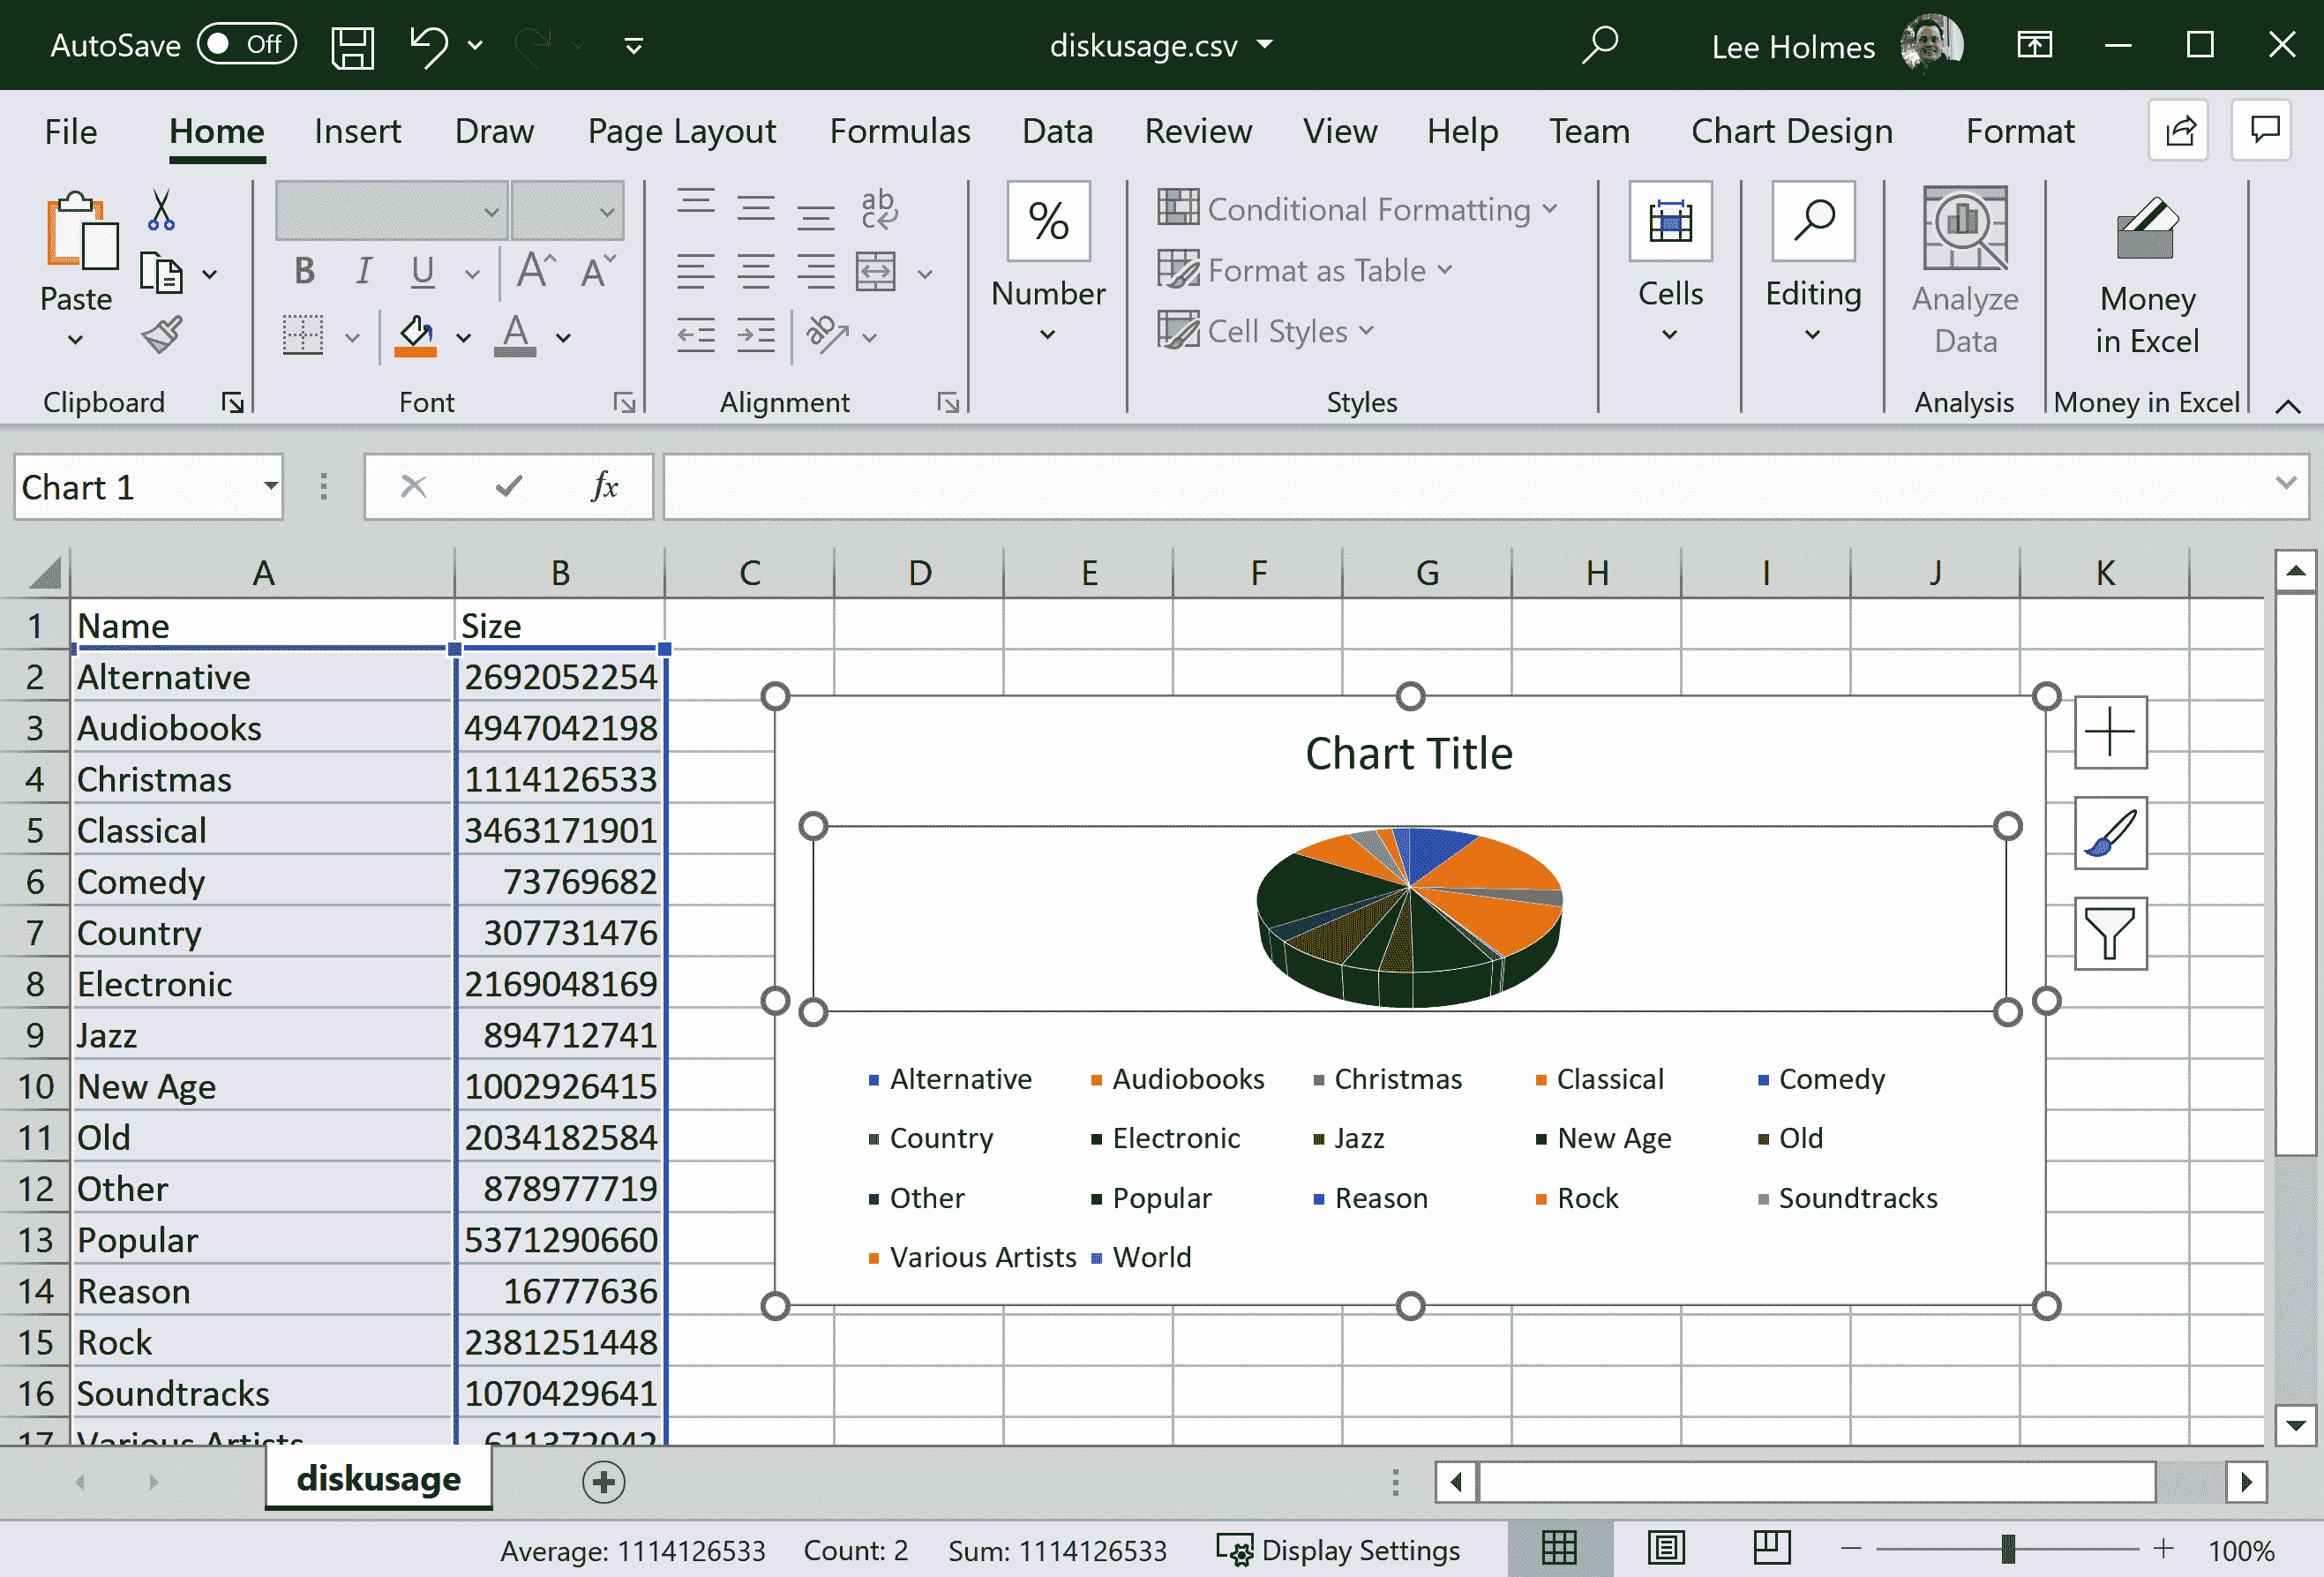 AutoSave Off diskusage.csv Lee Holmes
File Home Insert Draw Page Layout Formulas Data Review View Help Team Chart Design Format
Paste
B I U A A
A
ab
c
ab
%
Number
Conditional Formatting
Format as Table
Cell Styles
Cells
Editing
Analyze
Data
Money
in Excel
Clipboard Font Alignment Styles Analysis Money in Excel
Chart 1 fx
A B C D E F G H I J K
1 Name Size
2 Alternative 2692052254
3 Audiobooks 4947042198
4 Christmas 1114126533
5 Classical 3463171901
6 Comedy 73769682
7 Country 307731476
8 Electronic 2169048169
9 Jazz 894712741
10 New Age 1002926415
11 Old 2034182584
12 Other 878977719
13 Popular 5371290660
14 Reason 16777636
15 Rock 2381251448
16 Soundtracks 1070429641
17 Various Artists 611372042
Chart Title
Alternative Audiobooks Christmas Classical Comedy
Country Electronic Jazz New Age Old
Other Popular Reason Rock Soundtracks
Various Artists World
diskusage
Average: 1114126533 Count: 2 Sum: 1114126533 Display Settings 100%